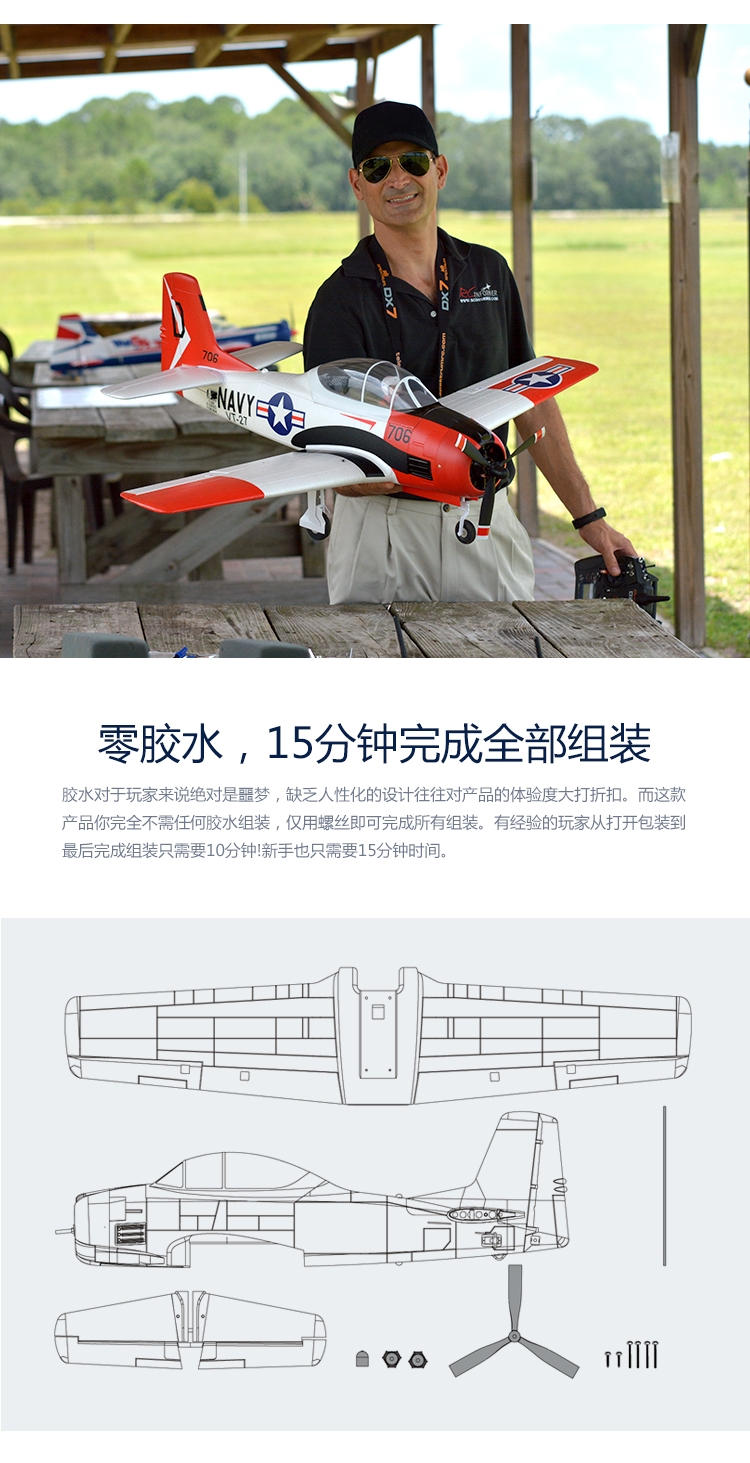 DX7
706
NAVY
VT-27
706
零胶水，15分钟完成全部组装
胶水对于玩家来说绝对是噩梦，缺乏人性化的设计往往对产品的体验度大打折扣。而这款
产品你完全不需任何胶水组装，仅用螺丝即可完成所有组装。有经验的玩家从打开包装到
最后完成组装只需要10分钟!新手也只需要15分钟时间。